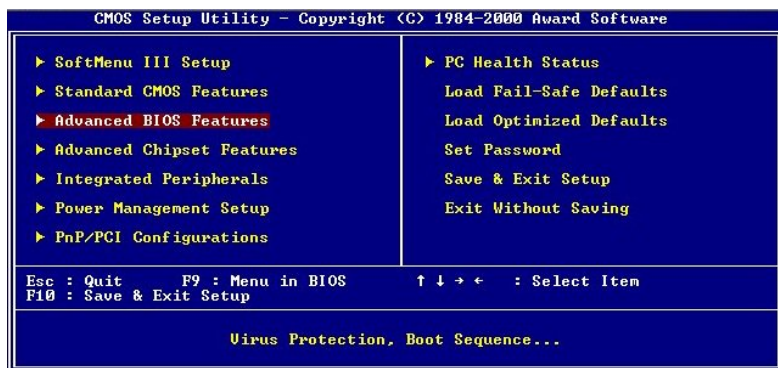 CMOS Setup Utility - Copyright (C) 1984-2000 Award Software
▶ SoftMenu III Setup
▶ Standard CMOS Features
▶ Advanced BIOS Features
▶ Advanced Chipset Features
▶ Integrated Peripherals
▶ Power Management Setup
▶ PnP/PCI Configurations
▶ PC Health Status
Load Fail-Safe Defaults
Load Optimized Defaults
Set Password
Save & Exit Setup
Exit Without Saving
Esc : Quit F9 : Menu in BIOS ↑ ↓ → ← : Select Item
F10 : Save & Exit Setup
Virus Protection, Boot Sequence...